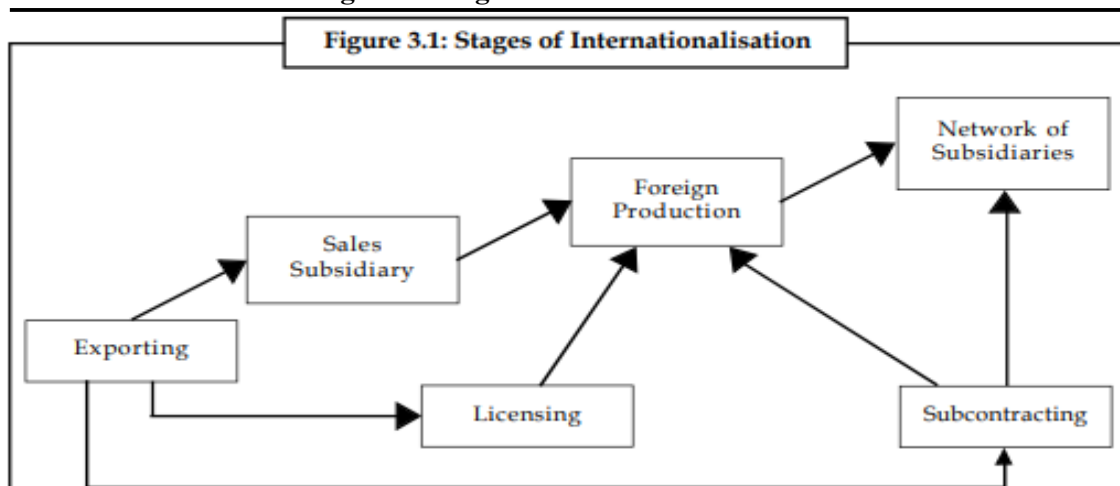 Figure 3.1: Stages of Internationalisation
Network of
Subsidiaries
Foreign
Production
Sales
Subsidiary
Exporting
Licensing
Subcontracting